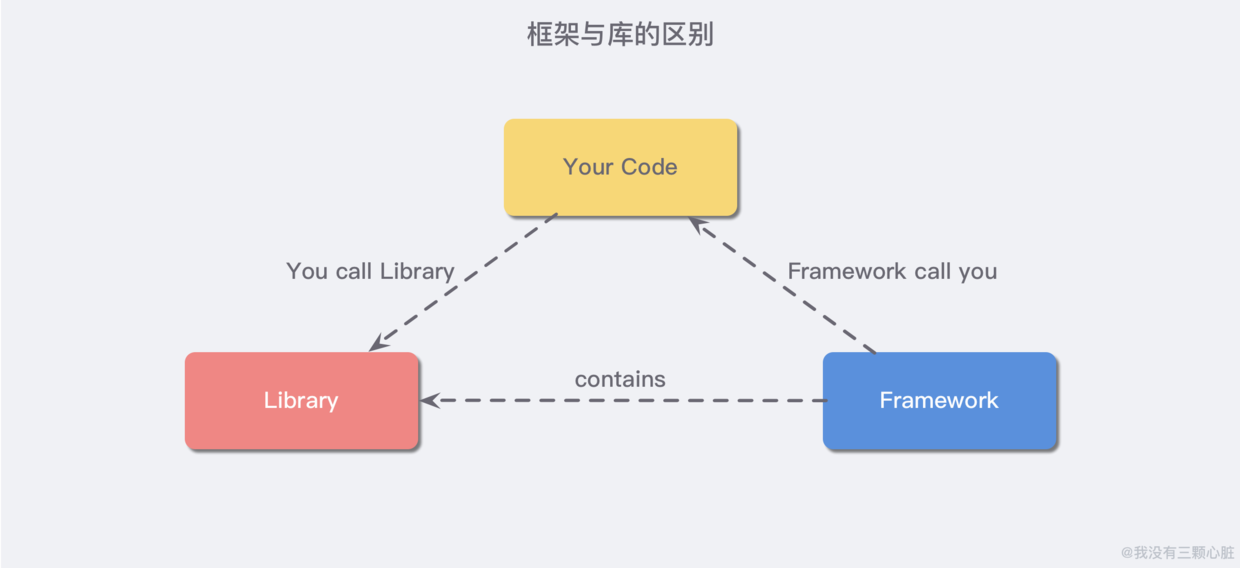 框架与库的区别
Your Code
You call Library
Framework call you
contains
Library
Framework
@我没有三颗心脏